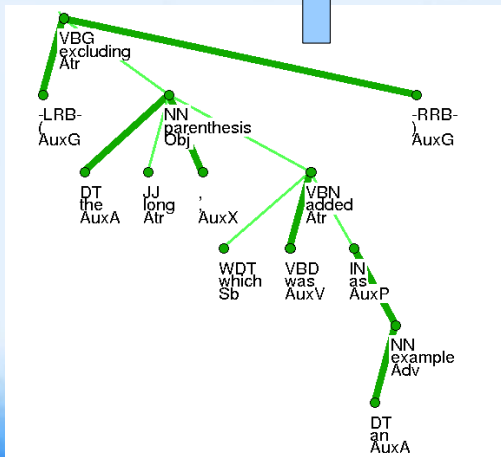 VBG
excluding
Atr
-LRB-
(
AuxG
NN
parenthesis
Obj
-RRB-
)
AuxG
DT
the
AuxA
JJ
long
Atr
,
,
AuxX
VBN
added
Atr
WDT
which
Sb
VBD
was
AuxV
IN
as
AuxP
NN
example
Adv
DT
an
AuxA